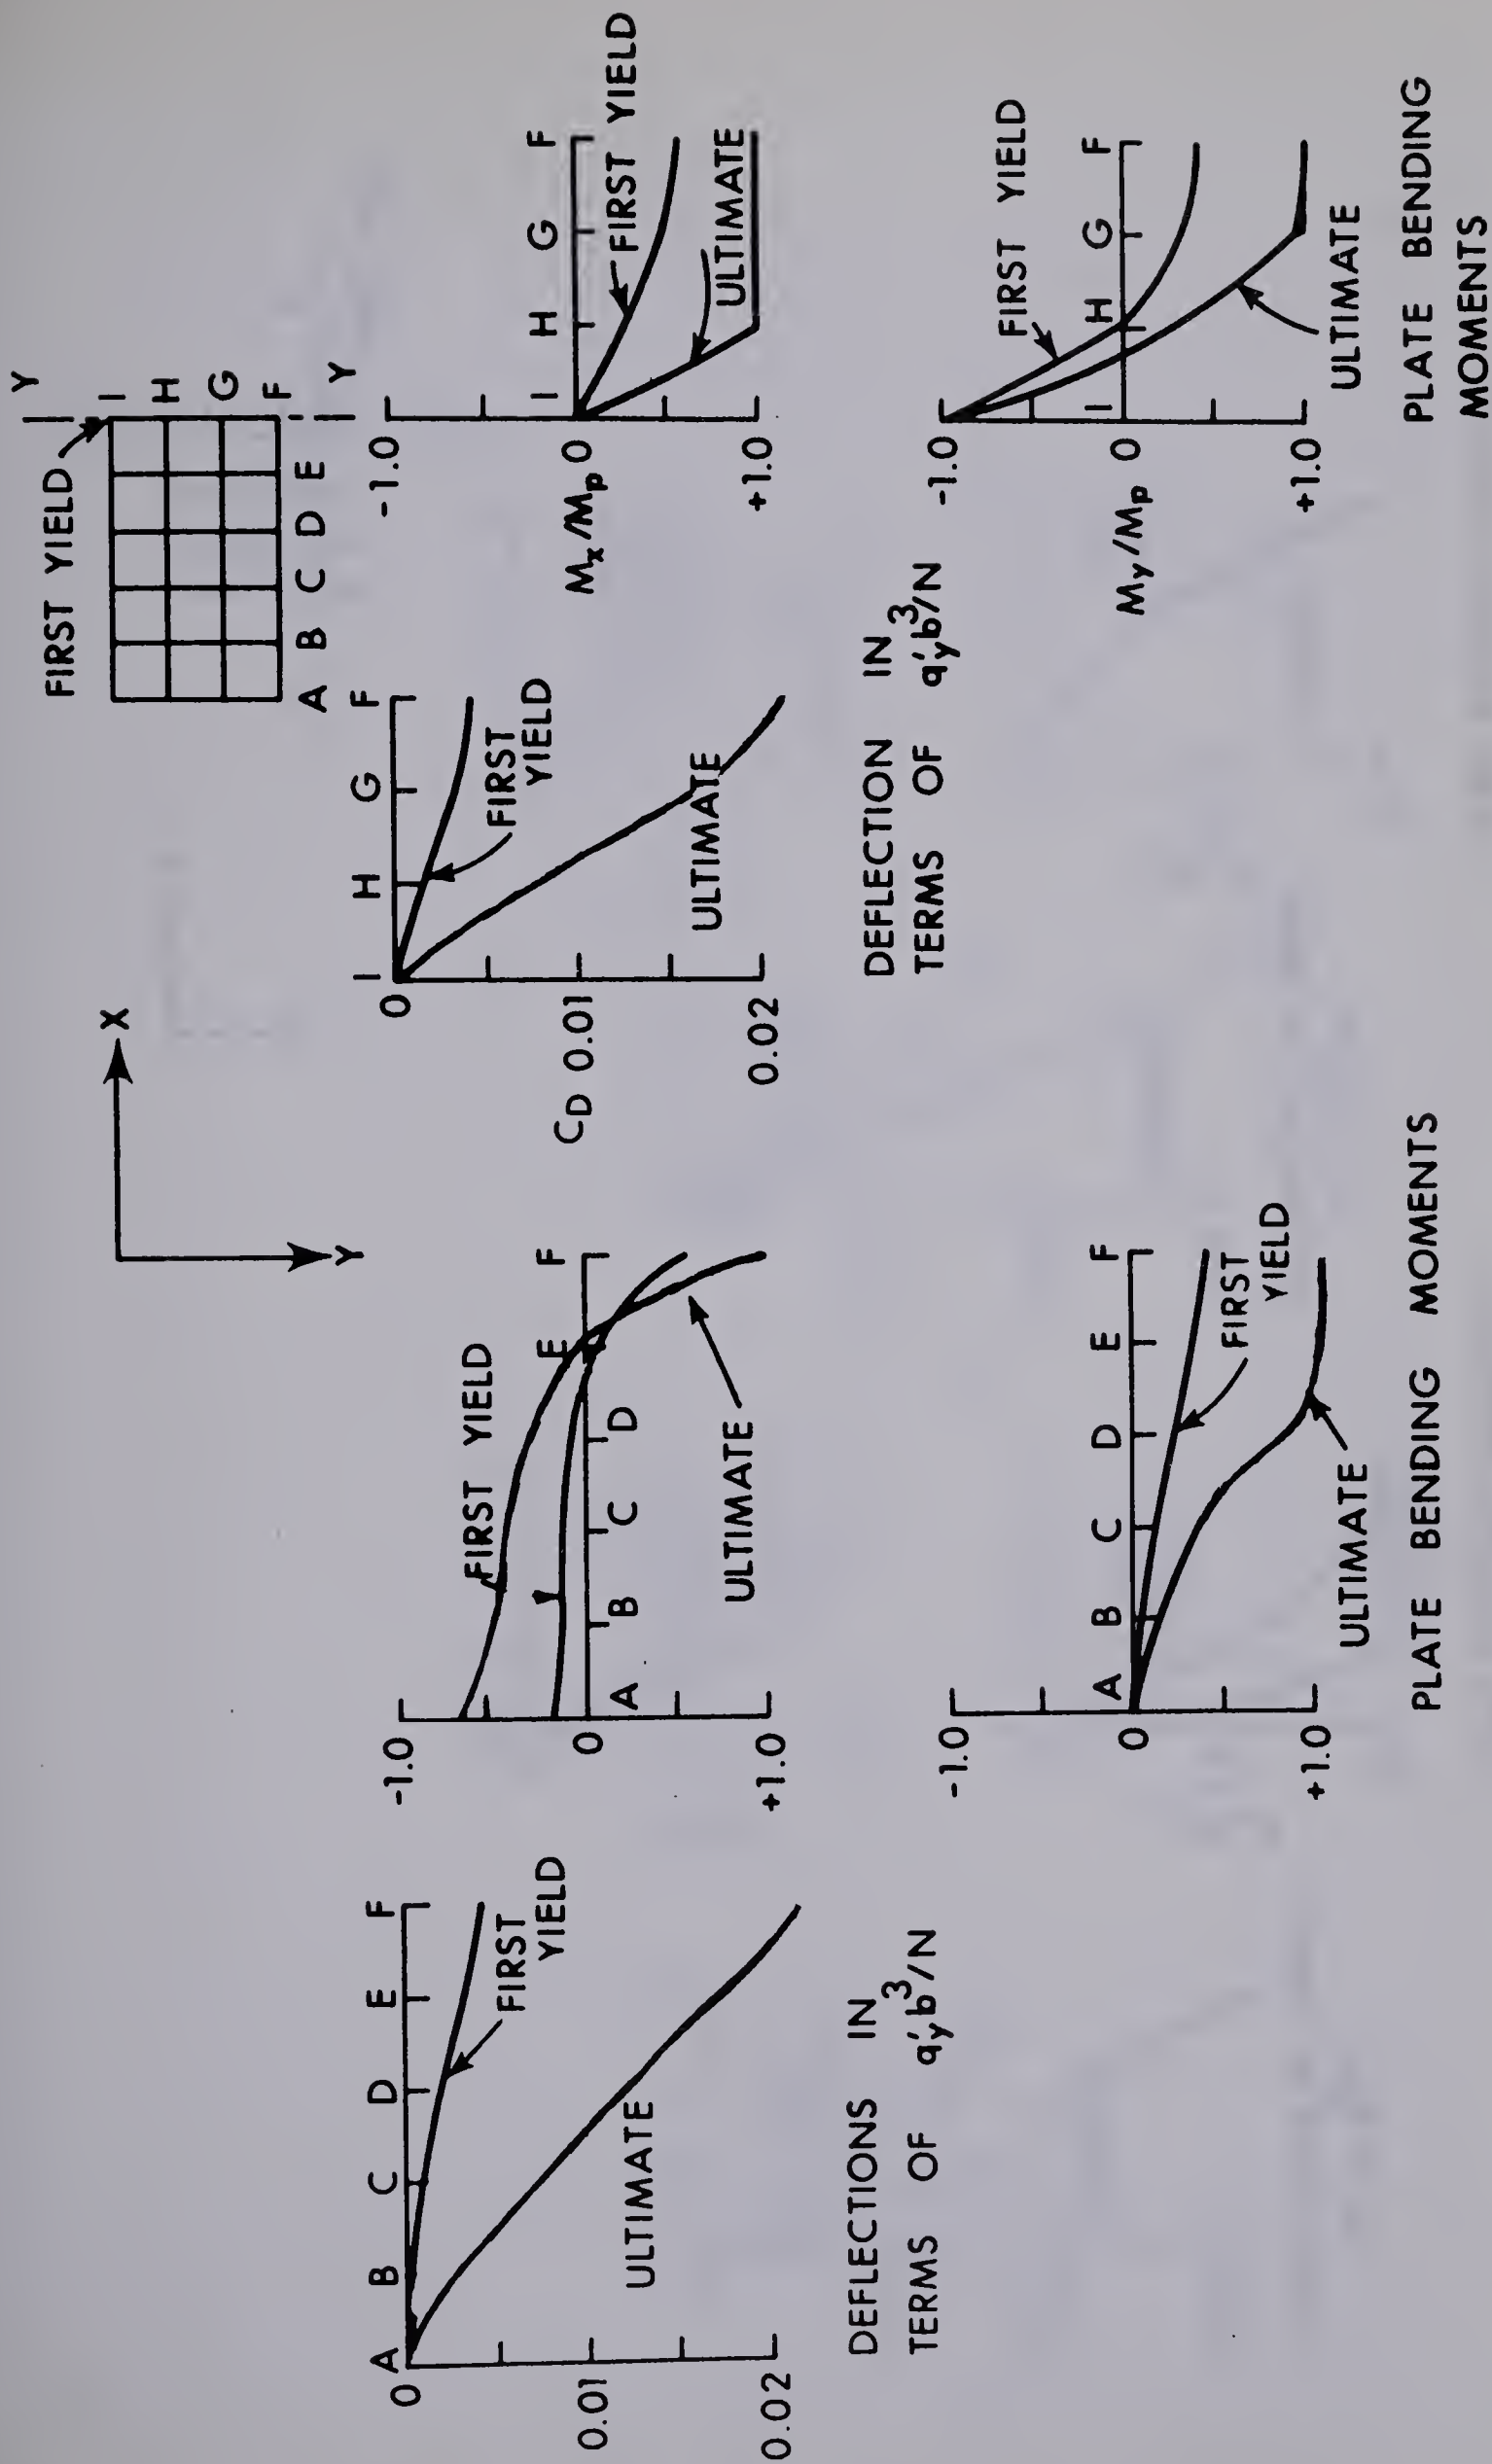 X
Y
FIRST YIELD
Y
I
H
G
F
Y
A B C D E
A B C D E F
0
0.01
0.02
FIRST
YIELD
ULTIMATE
DEFLECTIONS IN
TERMS OF q'yb³/N
-1.0
0
+1.0
A B C D E F
FIRST YIELD
ULTIMATE
I H G F
0
C_D 0.01
0.02
FIRST
YIELD
ULTIMATE
DEFLECTION IN
TERMS OF q'yb³/N
-1.0
Mx/Mp 0
+1.0
I H G F
FIRST YIELD
ULTIMATE
-1.0
0
+1.0
A B C D E F
FIRST
YIELD
ULTIMATE
PLATE BENDING MOMENTS
-1.0
My/Mp 0
+1.0
I H G F
FIRST YIELD
ULTIMATE
PLATE BENDING
MOMENTS